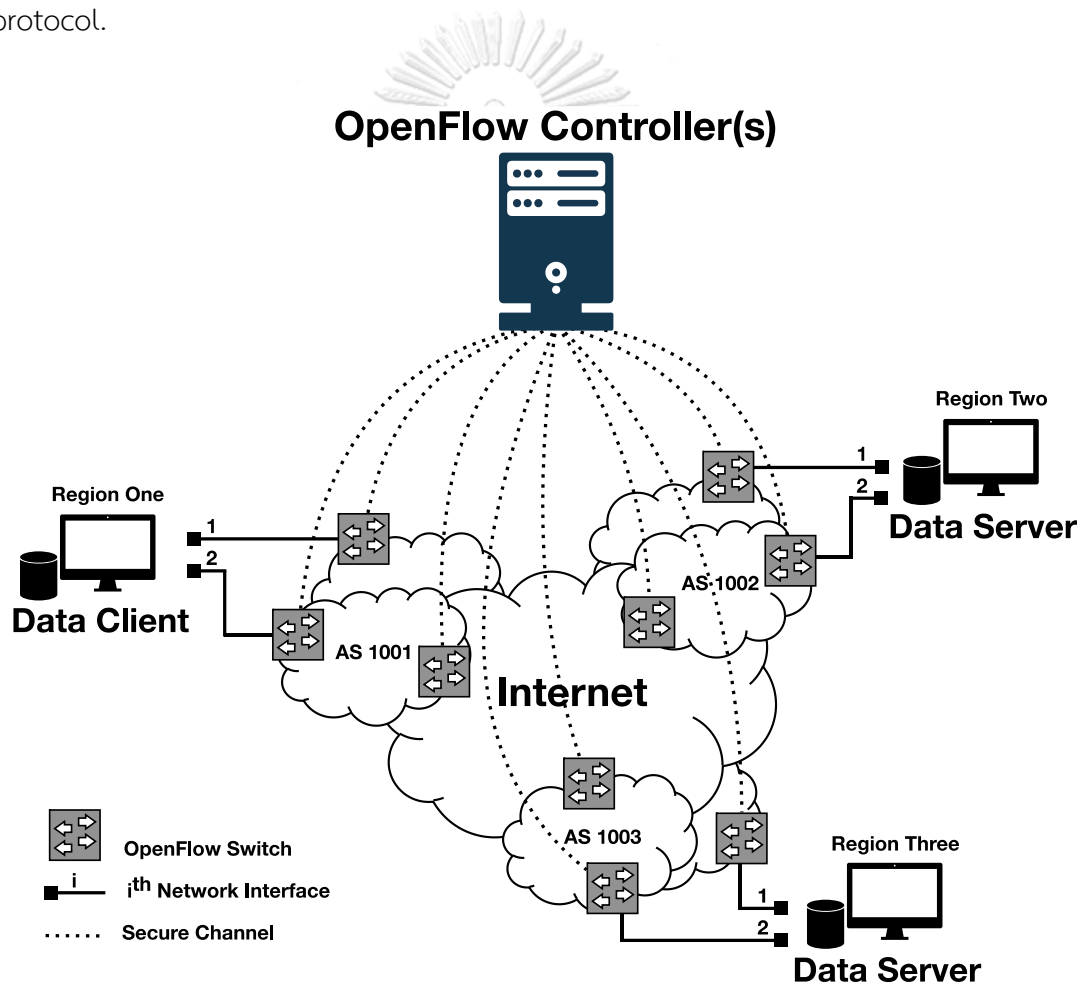 protocol.
OpenFlow Controller(s)
Region Two
1
2
Data Server
Region One
1
2
Data Client
AS 1002
AS 1001
Internet
AS 1003
OpenFlow Switch
i
ith Network Interface
Secure Channel
Region Three
1
2
Data Server